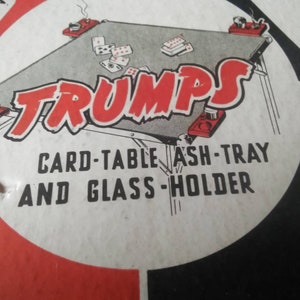 TRUMPS
CARD-TABLE ASH-TRAY
AND GLASS-HOLDER